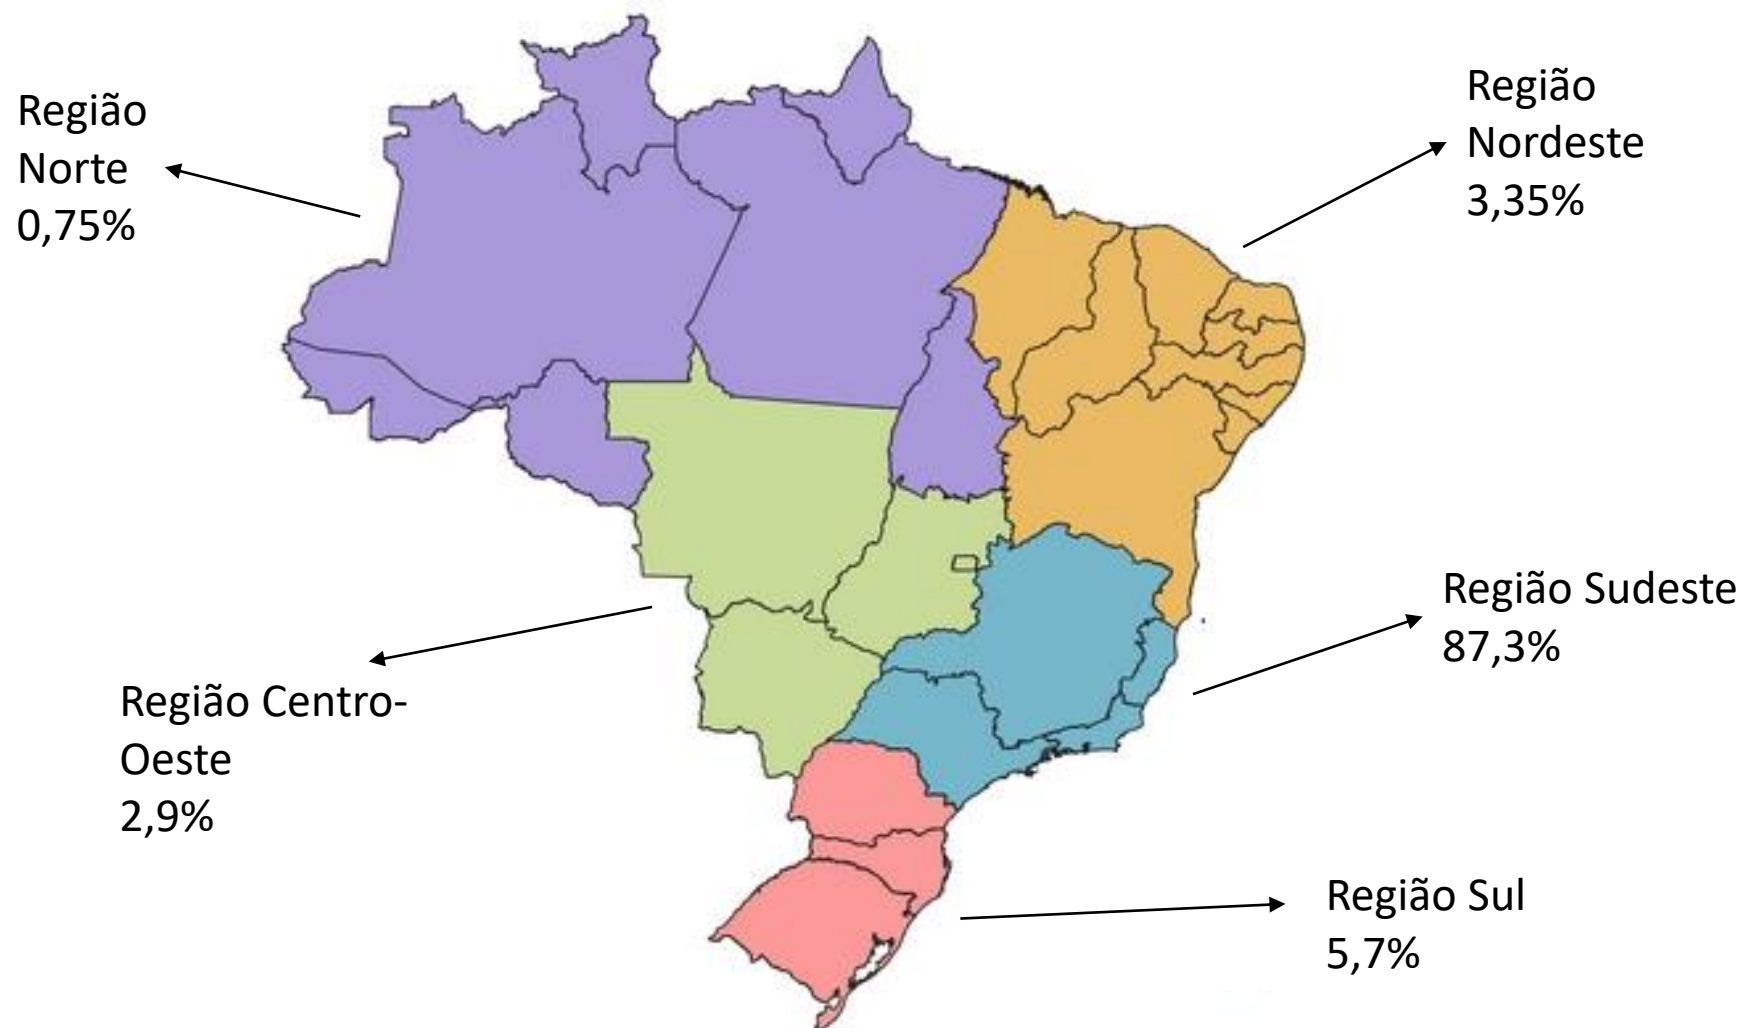 Região
Norte
0,75%
Região
Nordeste
3,35%
Região Sudeste
87,3%
Região Centro-
Oeste
2,9%
Região Sul
5,7%